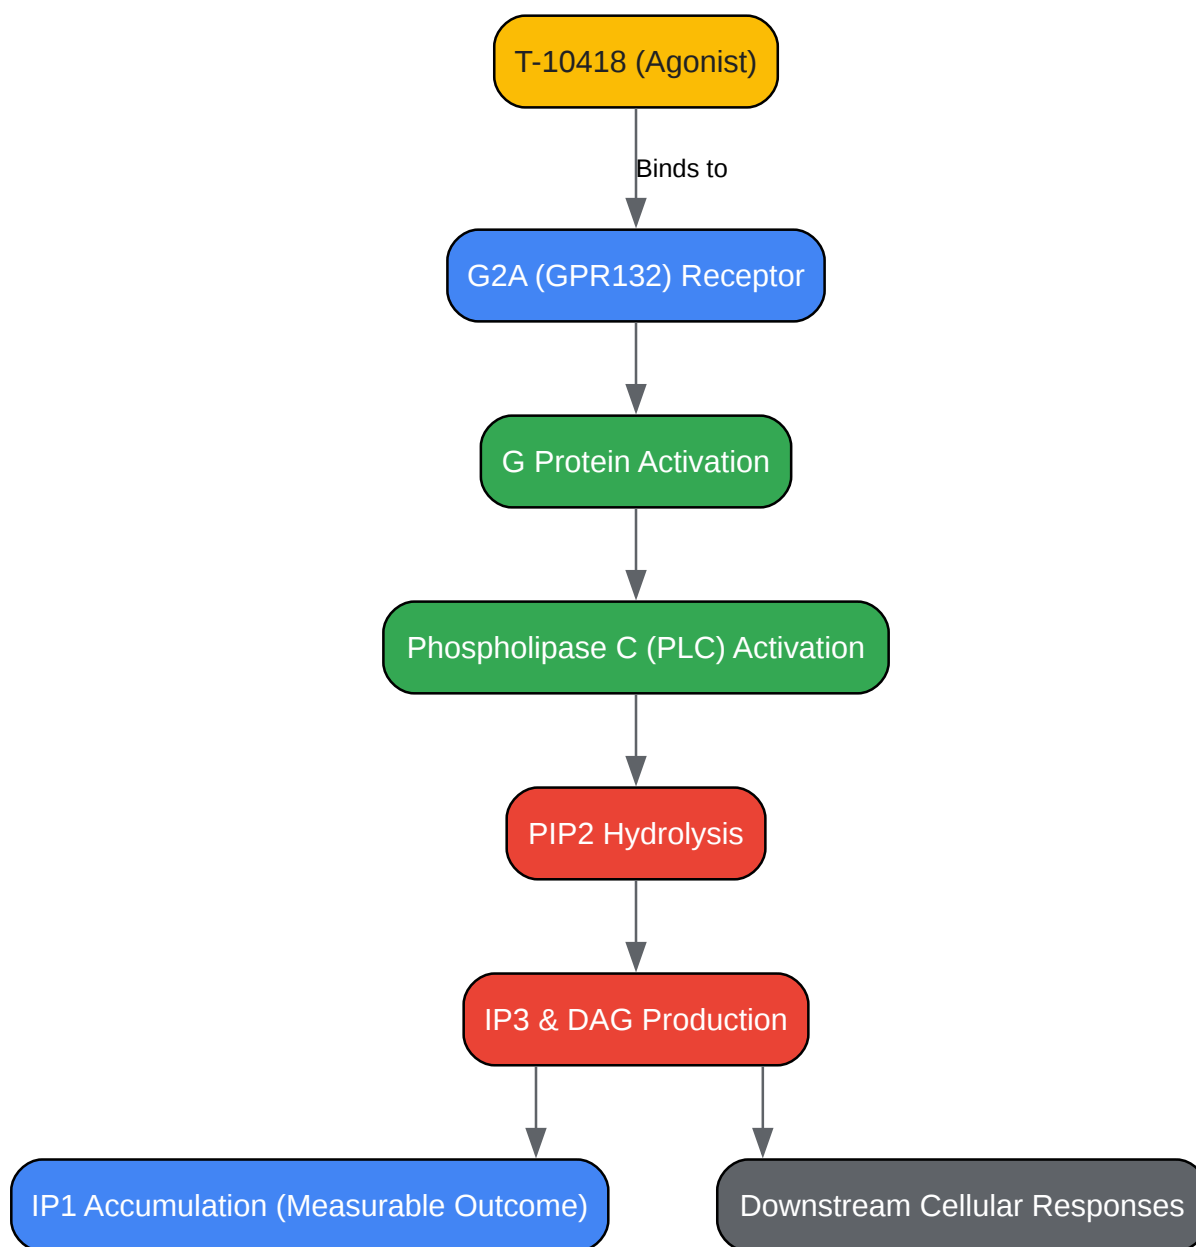 T-10418 (Agonist)
Binds to
G2A (GPR132) Receptor
G Protein Activation
Phospholipase C (PLC) Activation
PIP2 Hydrolysis
IP3 & DAG Production
IP1 Accumulation (Measurable Outcome)
Downstream Cellular Responses